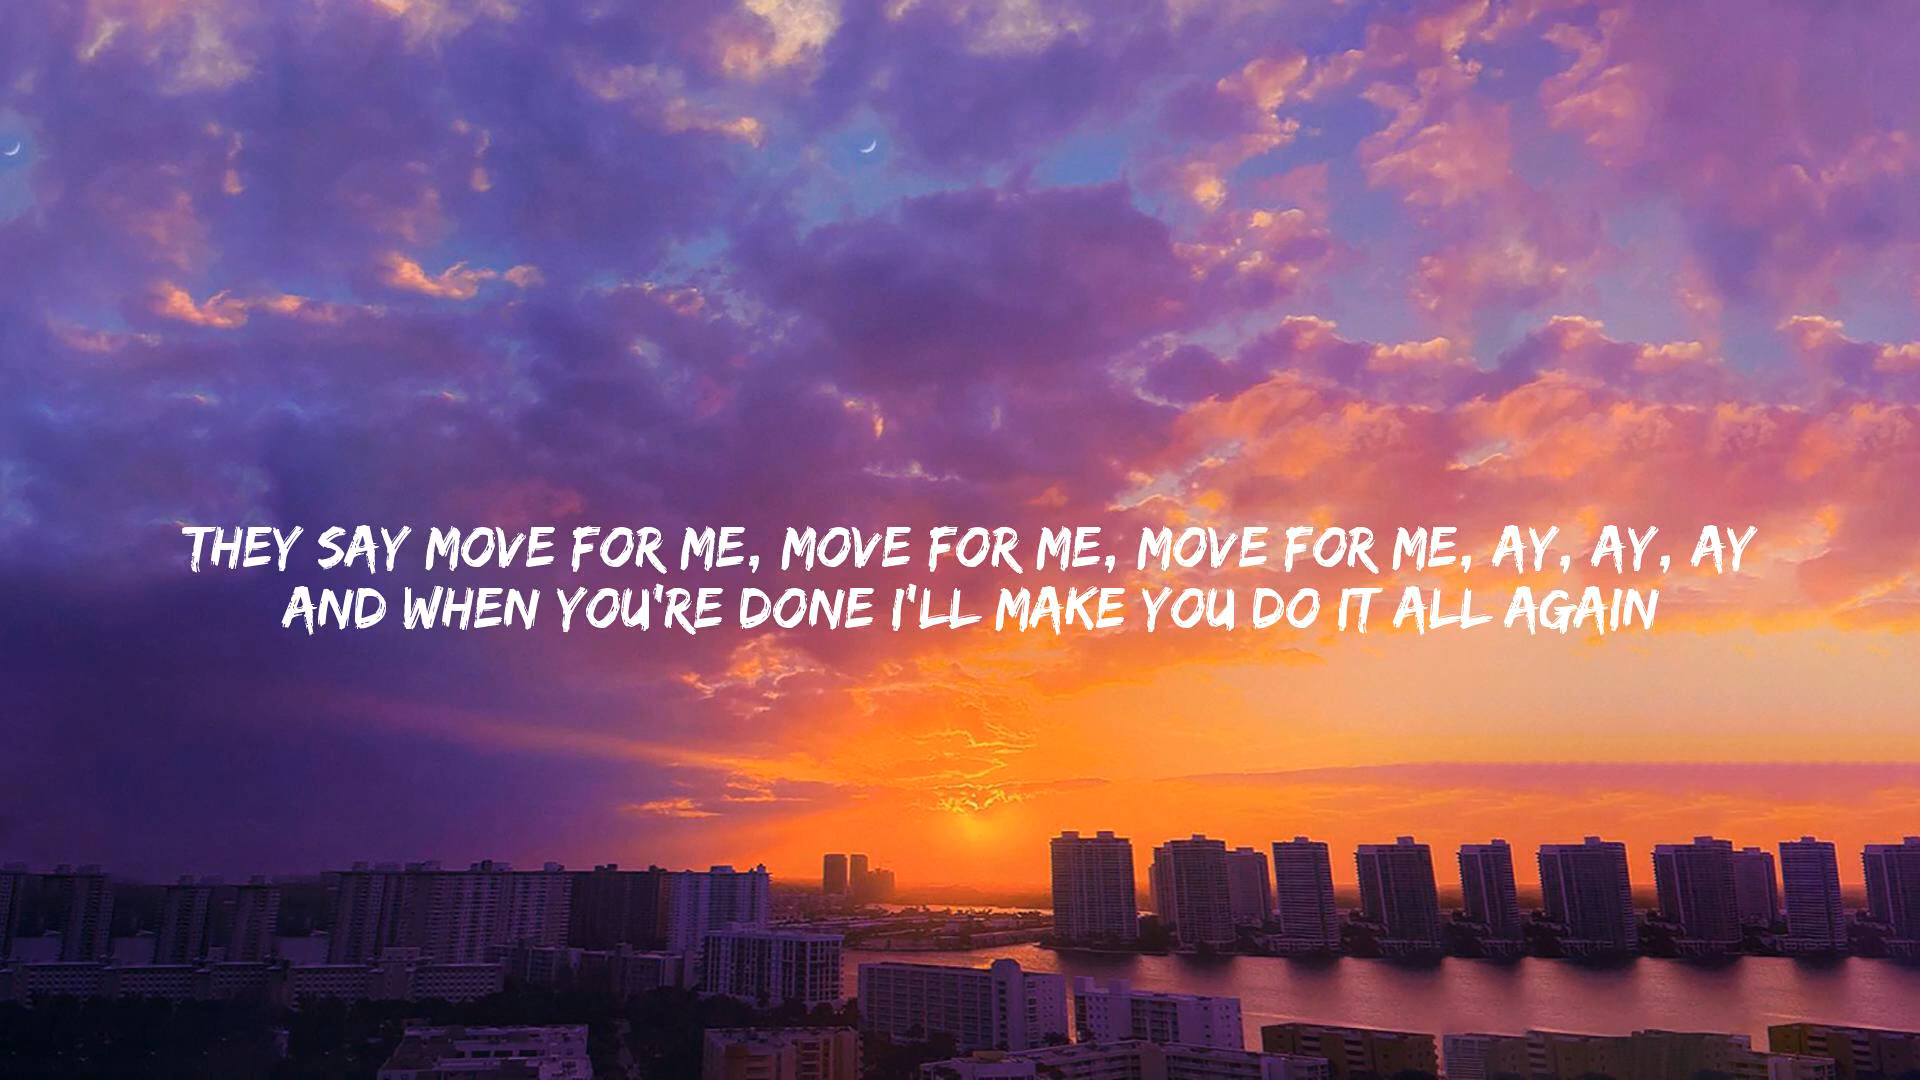 THEY SAY MOVE FOR ME, MOVE FOR ME, MOVE FOR ME, AY, AY, AY
AND WHEN YOU'RE DONE I'LL MAKE YOU DO IT ALL AGAIN